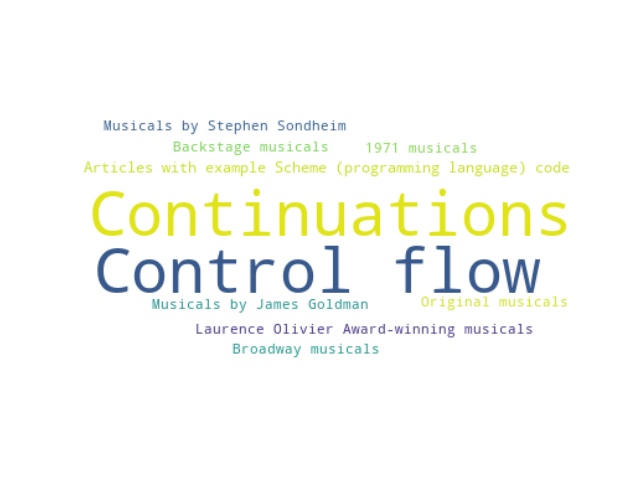 Musicals by Stephen Sondheim
Backstage musicals
1971 musicals
Articles with example Scheme (programming language) code
Continuations
Control flow
Musicals by James Goldman
Original musicals
Laurence Olivier Award-winning musicals
Broadway musicals